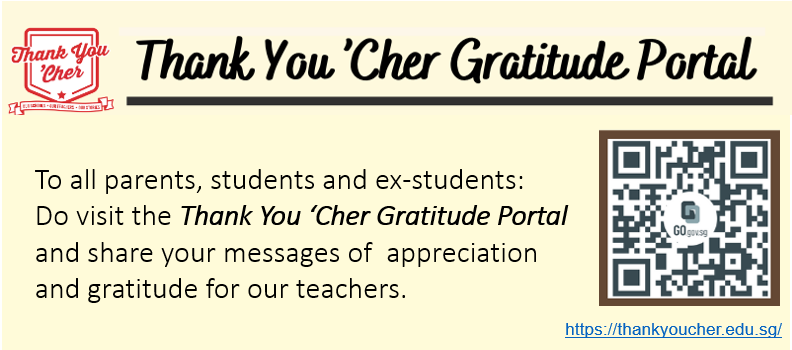 Thank You
'Cher
Thank You 'Cher Gratitude Portal
To all parents, students and ex-students:
Do visit the Thank You ‘Cher Gratitude Portal
and share your messages of appreciation
and gratitude for our teachers.
GOgov.sg
https://thankyoucher.edu.sg/